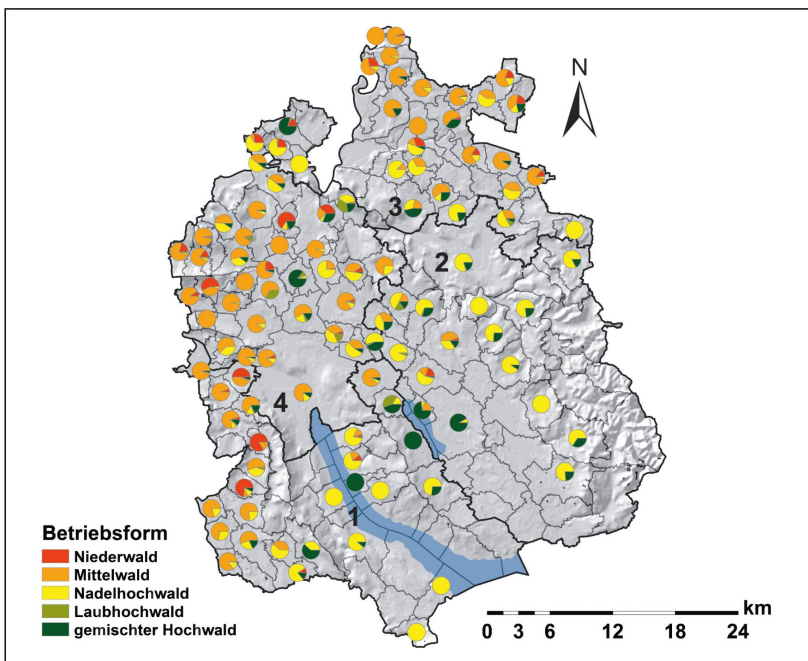 N
3
2
4
1
Betriebsform
Niederwald
Mittelwald
Nadelhochwald
Laubhochwald
gemischter Hochwald
km
0 3 6 12 18 24